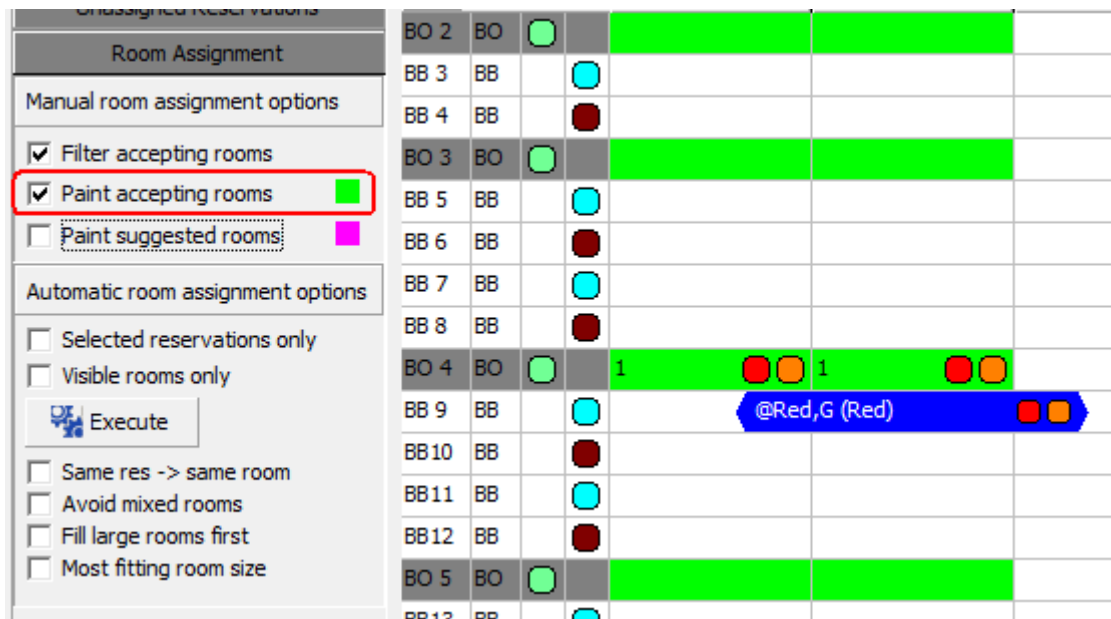 Unassigned Reservations
Room Assignment
Manual room assignment options
Filter accepting rooms
Paint accepting rooms
Paint suggested rooms
Automatic room assignment options
Selected reservations only
Visible rooms only
Execute
Same res -> same room
Avoid mixed rooms
Fill large rooms first
Most fitting room size
BO 2 BO
BB 3 BB
BB 4 BB
BO 3 BO
BB 5 BB
BB 6 BB
BB 7 BB
BB 8 BB
BO 4 BO 1 1
BB 9 BB @Red,G (Red)
BB10 BB
BB11 BB
BB12 BB
BO 5 BO
BB13 BB